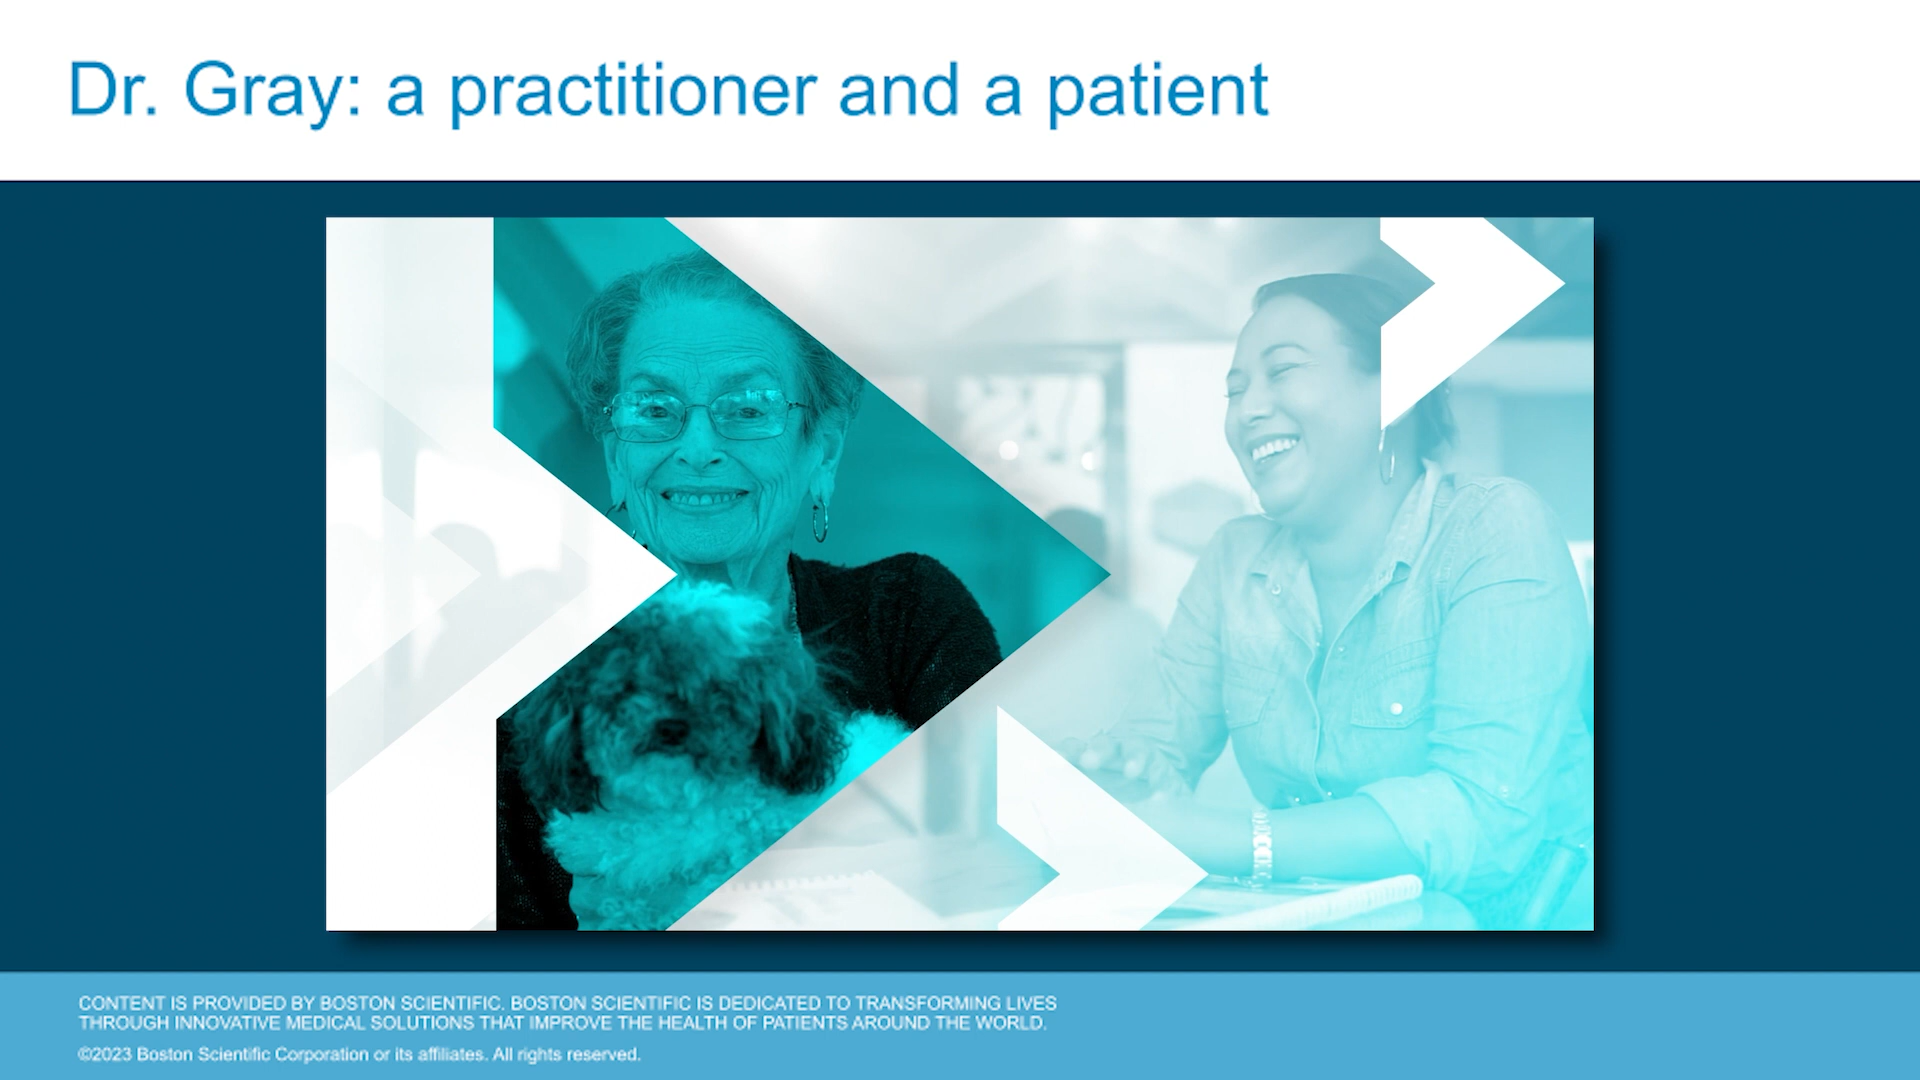 Dr. Gray: a practitioner and a patient
CONTENT IS PROVIDED BY BOSTON SCIENTIFIC. BOSTON SCIENTIFIC IS DEDICATED TO TRANSFORMING LIVES
THROUGH INNOVATIVE MEDICAL SOLUTIONS THAT IMPROVE THE HEALTH OF PATIENTS AROUND THE WORLD.
©2023 Boston Scientific Corporation or its affiliates. All rights reserved.